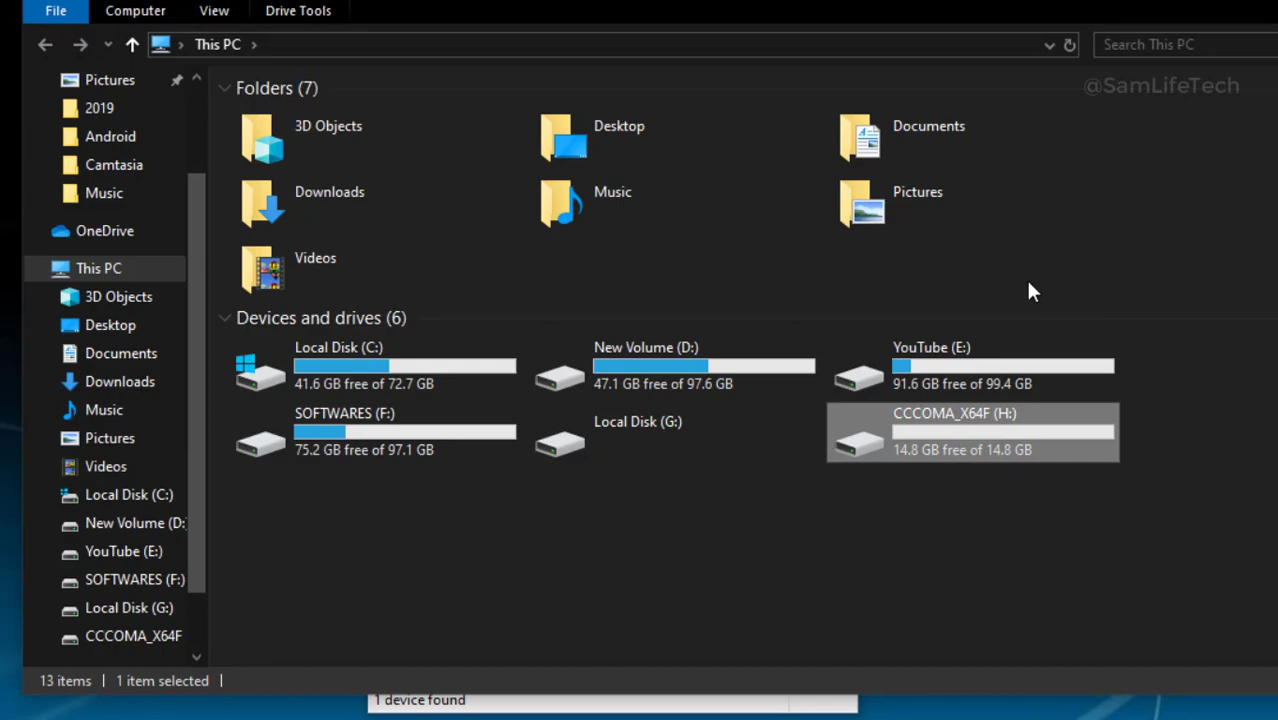 File Computer View Drive Tools
This PC
Search This PC
@SamLifeTech
Pictures
2019
Android
Camtasia
Music
OneDrive
This PC
3D Objects
Desktop
Documents
Downloads
Music
Pictures
Videos
Local Disk (C:)
New Volume (D:)
YouTube (E:)
SOFTWARES (F:)
Local Disk (G:)
CCCOMA_X64F
Folders (7)
3D Objects
Desktop
Documents
Downloads
Music
Pictures
Videos
Devices and drives (6)
Local Disk (C:)
41.6 GB free of 72.7 GB
New Volume (D:)
47.1 GB free of 97.6 GB
YouTube (E:)
91.6 GB free of 99.4 GB
SOFTWARES (F:)
75.2 GB free of 97.1 GB
Local Disk (G:)
CCCOMA_X64F (H:)
14.8 GB free of 14.8 GB
13 items 1 item selected
1 device found